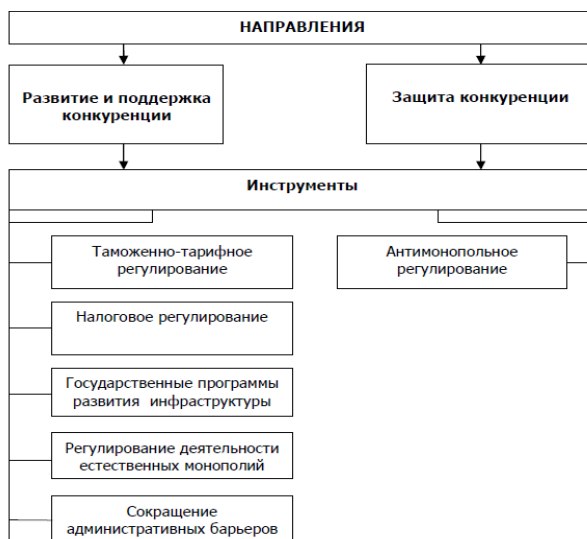 НАПРАВЛЕНИЯ
Развитие и поддержка
конкуренции
Защита конкуренции
Инструменты
Таможенно-тарифное
регулирование
Антимонопольное
регулирование
Налоговое регулирование
Государственные программы
развития инфраструктуры
Регулирование деятельности
естественных монополий
Сокращение
административных барьеров